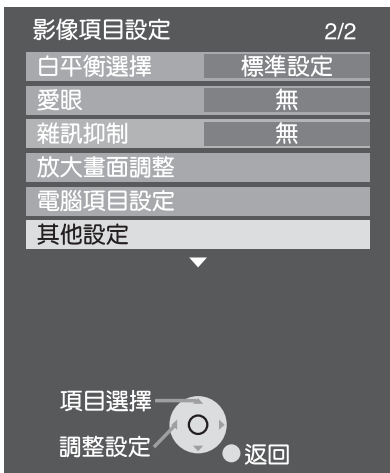 影像項目設定 2/2
白平衡選擇 標準設定
愛眼 無
雜訊抑制 無
放大畫面調整
電腦項目設定
其他設定
項目選擇
調整設定
返回